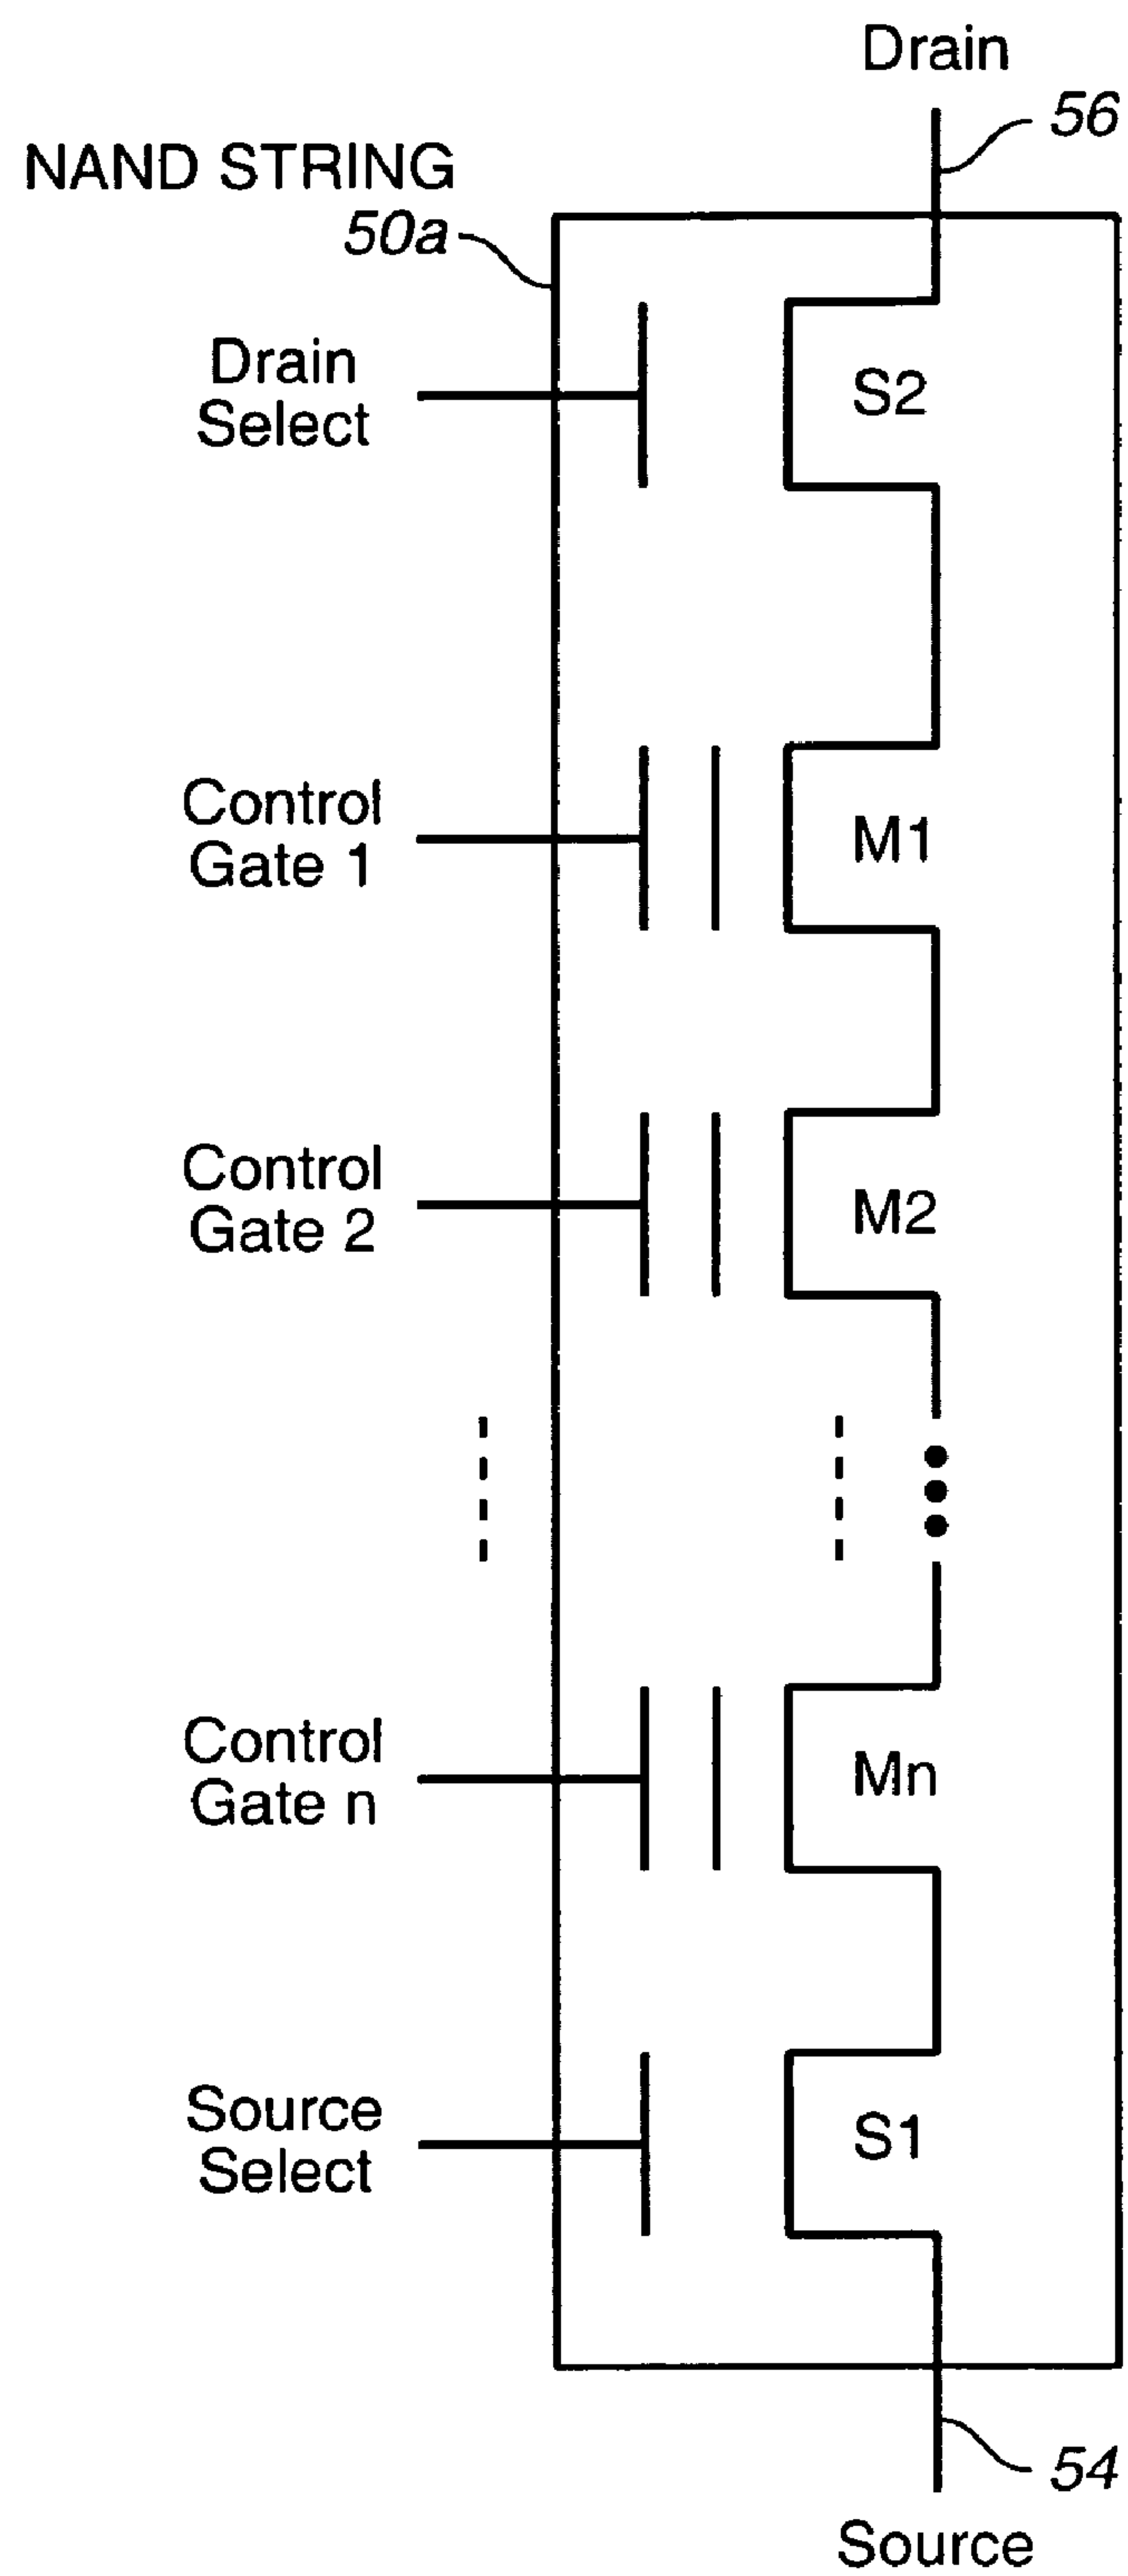 Drain
56
NAND STRING
50a
Drain
Select
S2
Control
Gate 1
M1
Control
Gate 2
M2
Control
Gate n
Mn
Source
Select
S1
54
Source